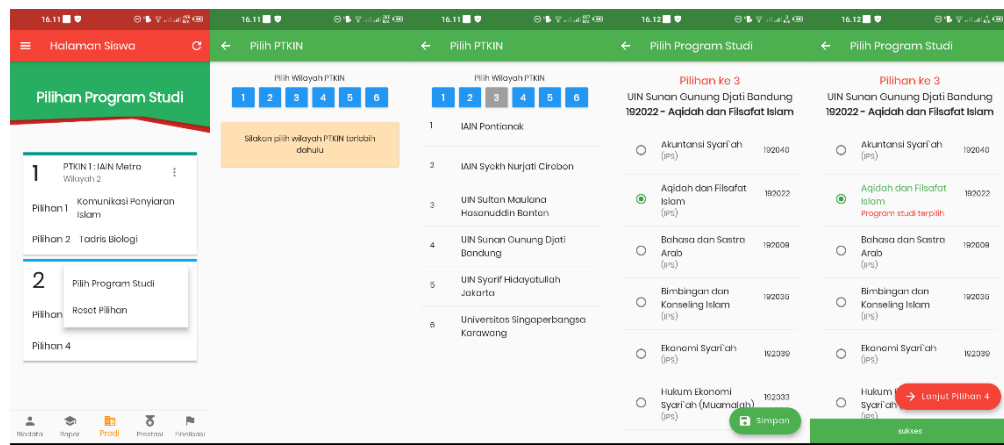 16.11
Halaman Siswa
Pilihan Program Studi
1
PTKIN 1 : IAIN Metro
Wilayah 2
Pilihan 1
Komunikasi Penyiaran
Islam
Pilihan 2
Tadris Biologi
2
Pilih Program Studi
Reset Pilihan
Pilihan
Pilihan 4
Biodata
Rapor
Prodi
Prestasi
Finalisasi
16.11
Pilih PTKIN
Pilih Wilayah PTKIN
1 2 3 4 5 6
Silakan pilih wilayah PTKIN terlebih
dahulu
16.11
Pilih PTKIN
Pilih Wilayah PTKIN
1 2 3 4 5 6
1 IAIN Pontianak
2 IAIN Syekh Nurjati Cirebon
3 UIN Sultan Maulana
Hasanuddin Banten
4 UIN Sunan Gunung Djati
Bandung
5 UIN Syarif Hidayatullah
Jakarta
6 Universitas Singaperbangsa
Karawang
16.12
Pilih Program Studi
Pilihan ke 3
UIN Sunan Gunung Djati Bandung
192022 - Aqidah dan Filsafat Islam
Akuntansi Syari`ah
(IPS)
192040
Aqidah dan Filsafat
Islam
(IPS)
192022
Bahasa dan Sastra
Arab
(IPS)
192008
Bimbingan dan
Konseling Islam
(IPS)
192036
Ekonomi Syari`ah
(IPS)
192039
Hukum Ekonomi
Syari`ah (Muamalah)
(IPS)
192033
Simpan
16.12
Pilih Program Studi
Pilihan ke 3
UIN Sunan Gunung Djati Bandung
192022 - Aqidah dan Filsafat Islam
Akuntansi Syari`ah
(IPS)
192040
Aqidah dan Filsafat
Islam
Program studi terpilih
192022
Bahasa dan Sastra
Arab
(IPS)
192008
Bimbingan dan
Konseling Islam
(IPS)
192036
Ekonomi Syari`ah
(IPS)
192039
Hukum
Syari`ah
(IPS)
Lanjut Pilihan 4
sukses